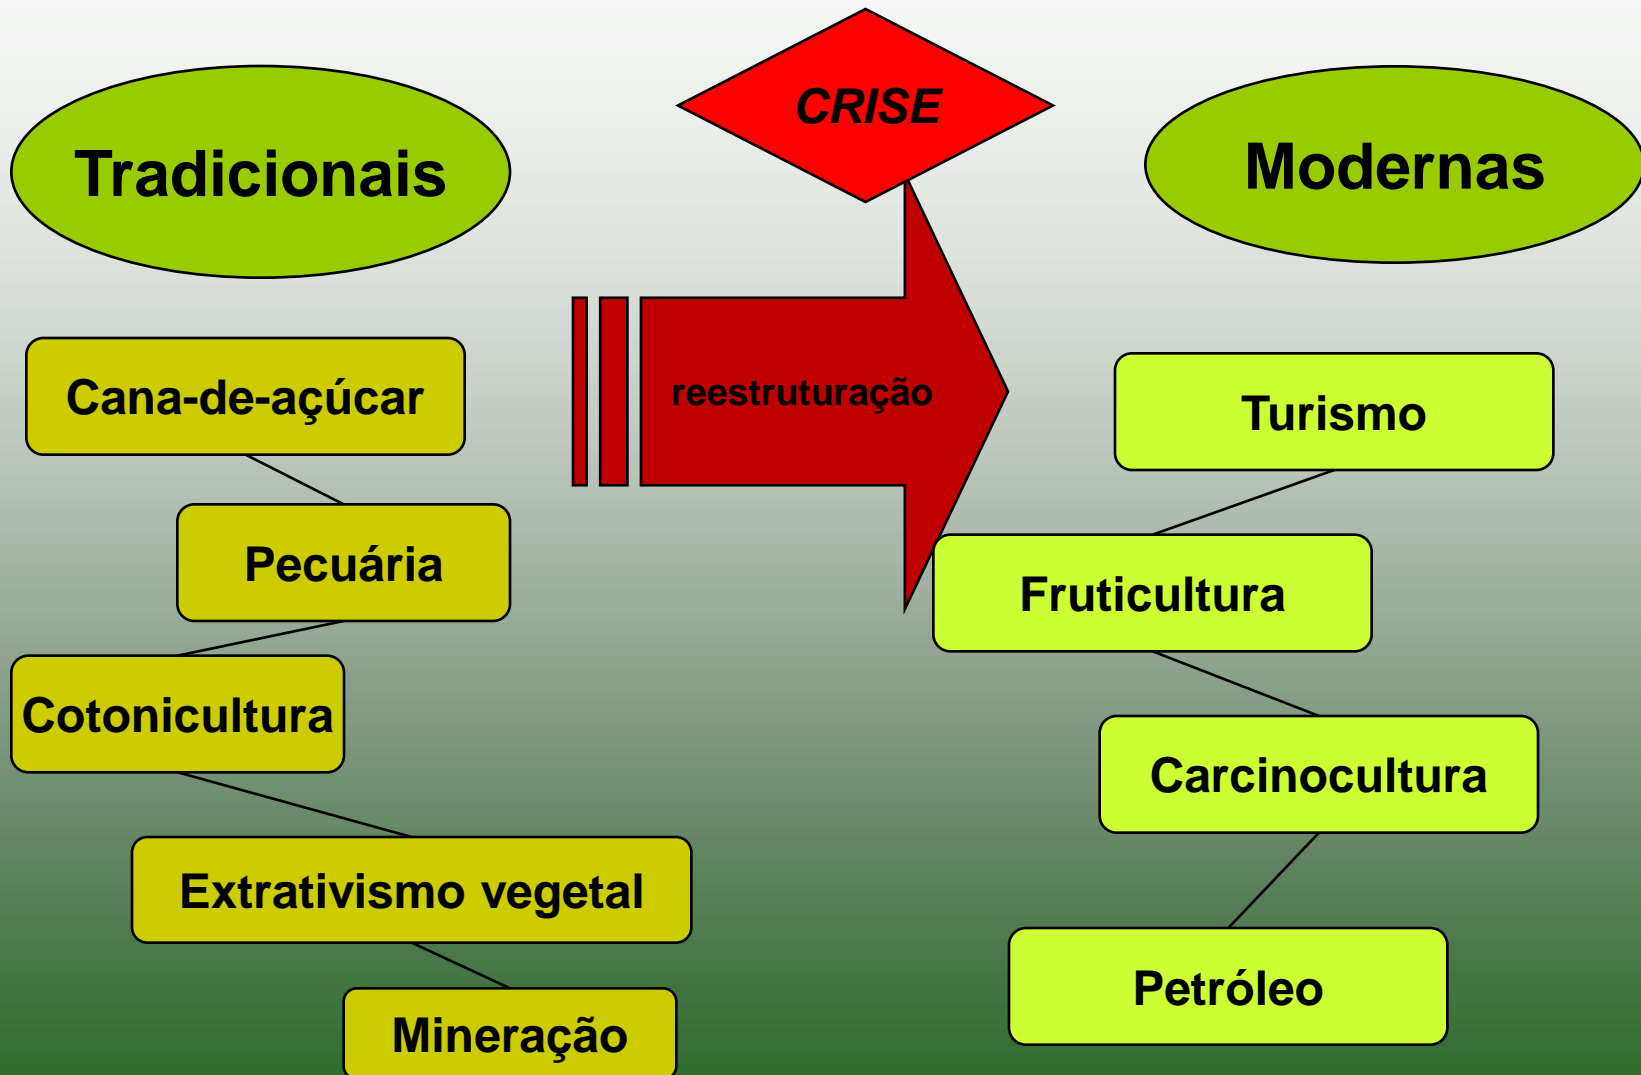 CRISE
Tradicionais
Modernas
reestruturação
Cana-de-açúcar
Pecuária
Cotonicultura
Extrativismo vegetal
Mineração
Turismo
Fruticultura
Carcinocultura
Petróleo